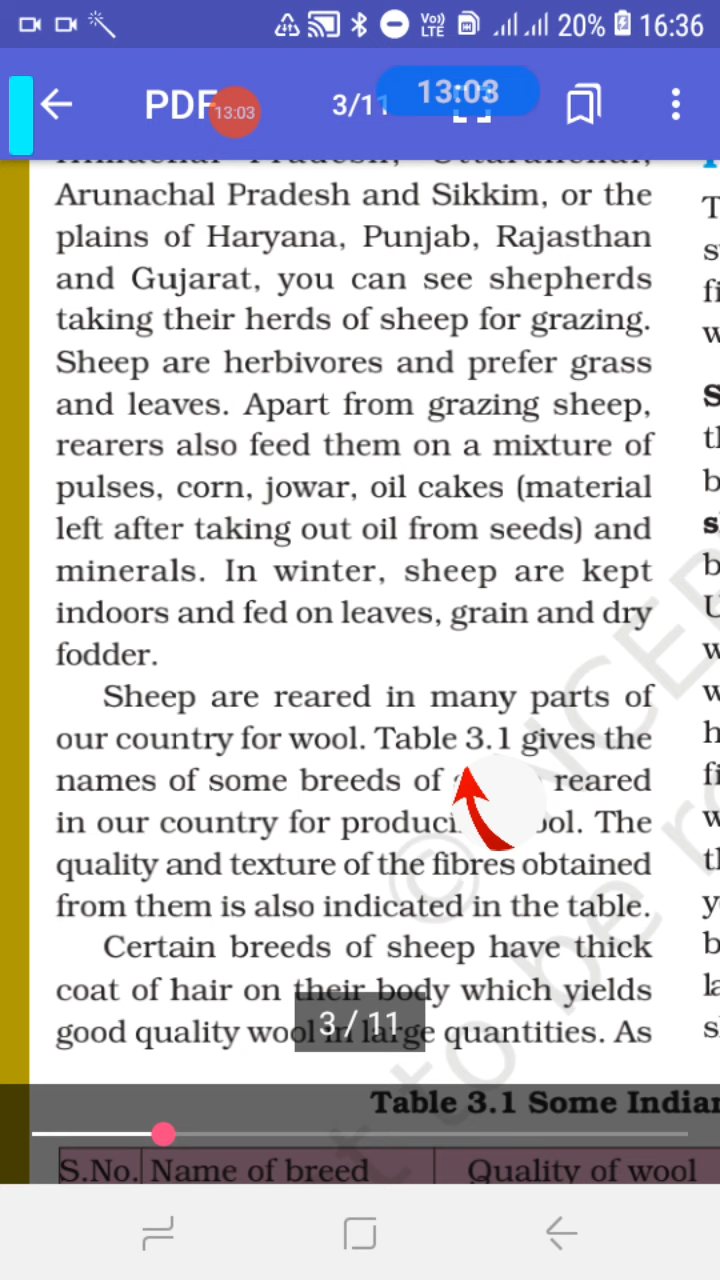 Vo))
LTE
20%
16:36
PDF
13:03
3/11
13:03
Arunachal Pradesh and Sikkim, or the
plains of Haryana, Punjab, Rajasthan
and Gujarat, you can see shepherds
taking their herds of sheep for grazing.
Sheep are herbivores and prefer grass
and leaves. Apart from grazing sheep,
rearers also feed them on a mixture of
pulses, corn, jowar, oil cakes (material
left after taking out oil from seeds) and
minerals. In winter, sheep are kept
indoors and fed on leaves, grain and dry
fodder.
Sheep are reared in many parts of
our country for wool. Table 3.1 gives the
names of some breeds of reared
in our country for The
quality and texture of the fibres obtained
from them is also indicated in the table.
Certain breeds of sheep have thick
coat of hair on their body which yields
good quality wool in large quantities. As
3 / 11
Table 3.1 Some Indian
S.No. Name of breed Quality of wool